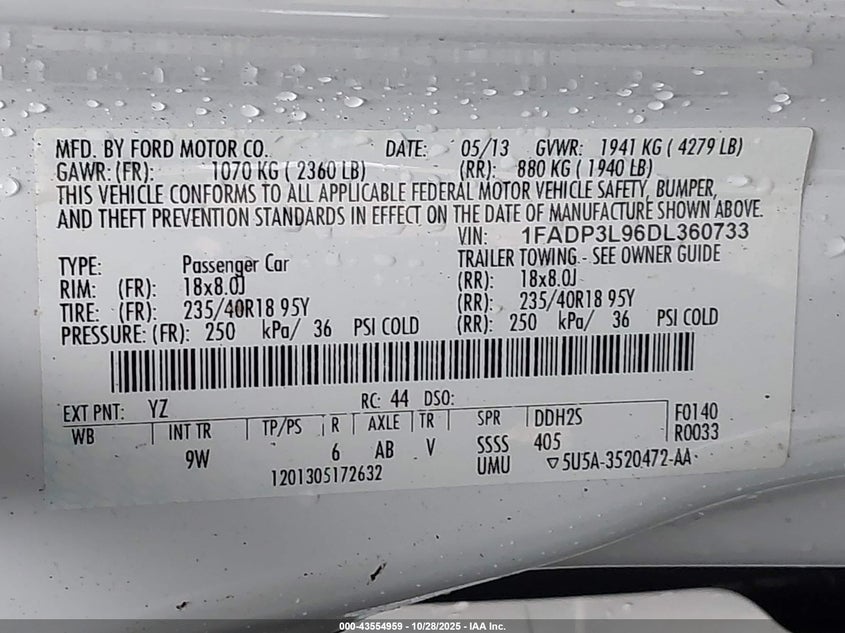 MFD. BY FORD MOTOR CO. DATE: 05/13 GVWR: 1941 KG ( 4279 LB)
GAWR: (FR): 1070 KG ( 2360 LB) (RR): 880 KG ( 1940 LB)
THIS VEHICLE CONFORMS TO ALL APPLICABLE FEDERAL MOTOR VEHICLE SAFETY, BUMPER,
AND THEFT PREVENTION STANDARDS IN EFFECT ON THE DATE OF MANUFACTURE SHOWN ABOVE.
VIN: 1FADP3L96DL360733
TYPE: Passenger Car TRAILER TOWING - SEE OWNER GUIDE
RIM: (FR): 18x8.0J (RR): 18x8.0J
TIRE: (FR): 235/40R18 95Y (RR): 235/40R18 95Y
PRESSURE: (FR): 250 kPa/ 36 PSI COLD (RR): 250 kPa/ 36 PSI COLD
EXT PNT: YZ RC: 44 DSO:
WB INT TR TP/PS R AXLE TR SPR DDH2S F0140
9W 6 AB V SSSS 405 R0033
1201305172632 UMU ▽5U5A-3520472-AA
000-43554959 - 10/28/2025 - IAA Inc.